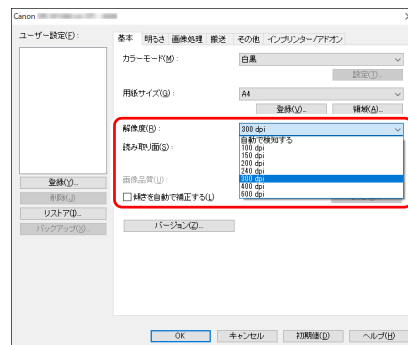 Canon
ユーザー設定(F):
基本 明るさ 画像処理 搬送 その他 インプリンター/アドオン
カラーモード(M):
白黒
設定(T)...
用紙サイズ(Q):
A4
登録(V)... 領域(A)...
解像度(R):
300 dpi
自動で検知する
100 dpi
150 dpi
200 dpi
240 dpi
300 dpi
400 dpi
600 dpi
読み取り面(S):
画像品質(U):
傾きを自動で補正する(L)
登録(Y)...
削除(J)
リストア(I)...
バックアップ(X)...
バージョン(Z)...
OK キャンセル 初期値(D) ヘルプ(H)